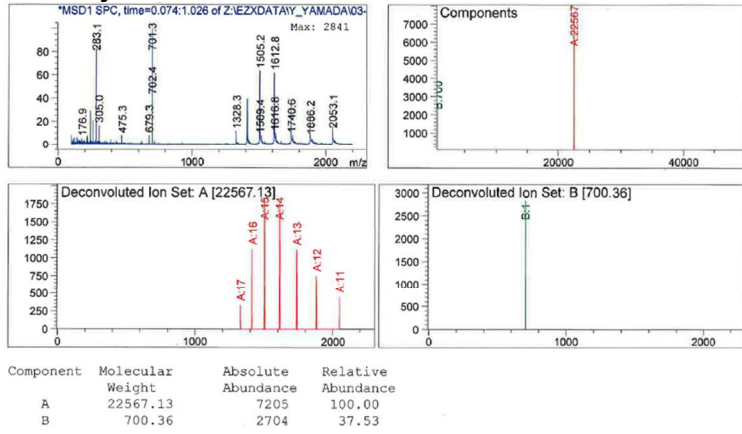 *MSD1 SPC, time=0.074:1.026 of Z:\EZXDATA\Y_YAMADA\03-
Max: 2841
80
60
40
20
0
176.9
283.1
305.0
475.3
679.3
701.3
702.4
1328.3
1505.2
1509.4
1612.8
1616.8
1740.6
1886.2
2053.1
0
1000
2000
m/z
Components
7000
6000
5000
4000
3000
2000
1000
B:700
A:22567
20000
40000
Deconvoluted Ion Set: A [22567.13]
1750
1500
1250
1000
750
500
250
0
A:17
A:16
A:15
A:14
A:13
A:12
A:11
0
1000
2000
Deconvoluted Ion Set: B [700.36]
3000
2500
2000
1500
1000
500
0
B:1
0
1000
2000
Component Molecular Absolute Relative
Weight Abundance Abundance
A 22567.13 7205 100.00
B 700.36 2704 37.53